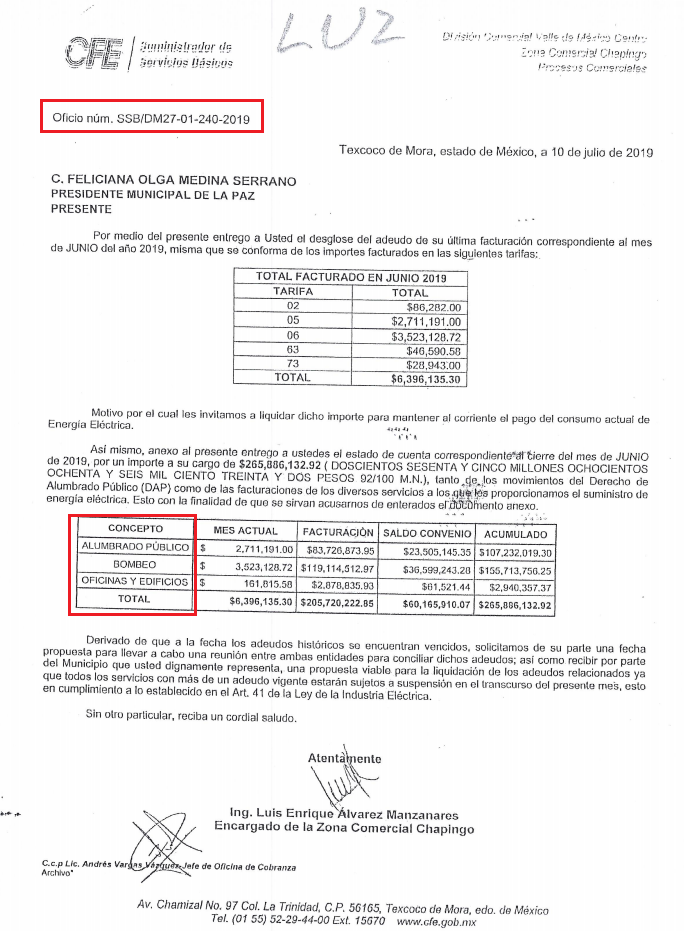 LUZ
CFE Suministrador de
Servicios Básicos
División Comercial Valle de México Centro
Zona Comercial Chapingo
Procesos Comerciales
Oficio núm. SSB/DM27-01-240-2019
Texcoco de Mora, estado de México, a 10 de julio de 2019
C. FELICIANA OLGA MEDINA SERRANO
PRESIDENTE MUNICIPAL DE LA PAZ
PRESENTE
Por medio del presente entrego a Usted el desglose del adeudo de su última facturación correspondiente al mes
de JUNIO del año 2019, misma que se conforma de los importes facturados en las siguientes tarifas:
TOTAL FACTURADO EN JUNIO 2019
TARIFA TOTAL
02 $86,282.00
05 $2,711,191.00
06 $3,523,128.72
63 $46,590.58
73 $28,943.00
TOTAL $6,396,135.30
Motivo por el cual les invitamos a liquidar dicho importe para mantener al corriente el pago del consumo actual de
Energía Eléctrica.
Así mismo, anexo al presente entrego a ustedes el estado de cuenta correspondiente al cierre del mes de JUNIO
de 2019, por un importe a su cargo de $265,886,132.92 ( DOSCIENTOS SESENTA Y CINCO MILLONES OCHOCIENTOS
OCHENTA Y SEIS MIL CIENTO TREINTA Y DOS PESOS 92/100 M.N.), tanto de los movimientos del Derecho de
Alumbrado Público (DAP) como de las facturaciones de los diversos servicios a los que les proporcionamos el suministro de
energía eléctrica. Esto con la finalidad de que se sirvan acusarnos de enterados el documento anexo.
CONCEPTO MES ACTUAL FACTURACIÓN SALDO CONVENIO ACUMULADO
ALUMBRADO PÚBLICO $ 2,711,191.00 $83,726,873.95 $23,505,145.35 $107,232,019.30
BOMBEO $ 3,523,128.72 $119,114,512.97 $36,599,243.28 $155,713,756.25
OFICINAS Y EDIFICIOS $ 161,815.58 $2,878,835.93 $61,521.44 $2,940,357.37
TOTAL $6,396,135.30 $205,720,222.85 $60,165,910.07 $265,886,132.92
Derivado de que a la fecha los adeudos históricos se encuentran vencidos, solicitamos de su parte una fecha
propuesta para llevar a cabo una reunión entre ambas entidades para conciliar dichos adeudos; así como recibir por parte
del Municipio que usted dignamente representa, una propuesta viable para la liquidación de los adeudos relacionados ya
que todos los servicios con más de un adeudo vigente estarán sujetos a suspensión en el transcurso del presente mes, esto
en cumplimiento a lo establecido en el Art. 41 de la Ley de la Industria Eléctrica.
Sin otro particular, reciba un cordial saludo.
Atentamente
Ing. Luis Enrique Álvarez Manzanares
Encargado de la Zona Comercial Chapingo
C.c.p Lic. Andrés Vargas Vázquez-Jefe de Oficina de Cobranza
Archivo"
Av. Chamizal No. 97 Col. La Trinidad, C.P. 56165, Texcoco de Mora, edo. de México
Tel. (01 55) 52-29-44-00 Ext. 15670 www.cfe.gob.mx